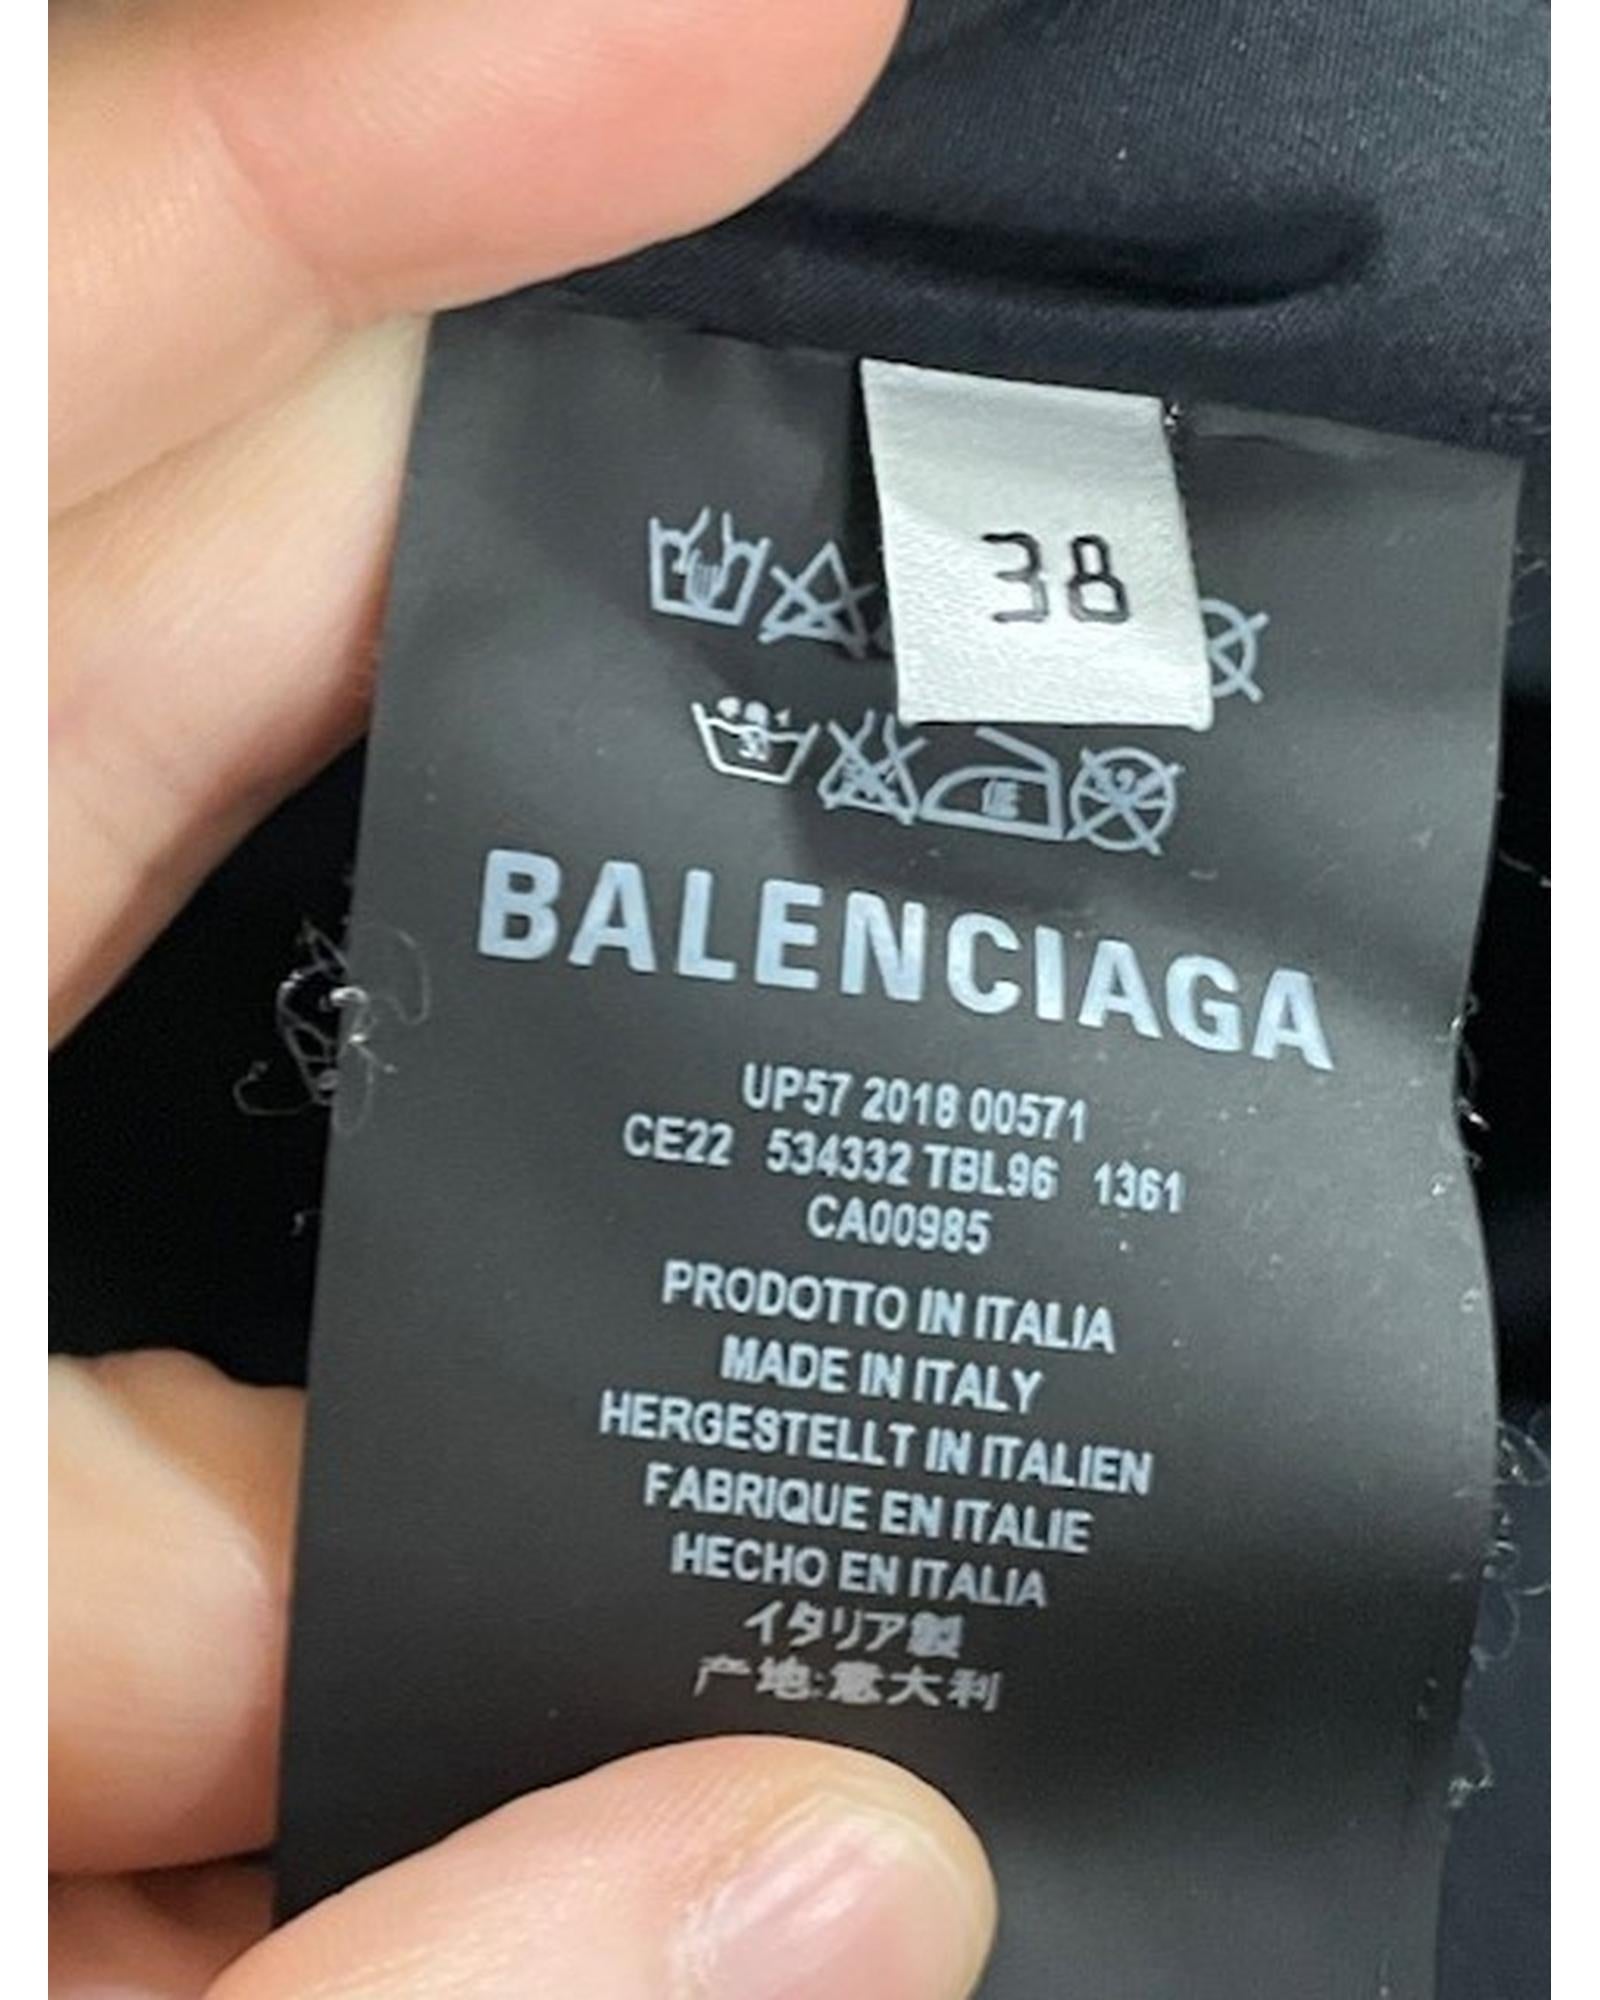 38
BALENCIAGA
UP57 2018 00571
CE22 534332 TBL96 1361
CA00985
PRODOTTO IN ITALIA
MADE IN ITALY
HERGESTELLT IN ITALIEN
FABRIQUE EN ITALIE
HECHO EN ITALIA
イタリア製
产地:意大利